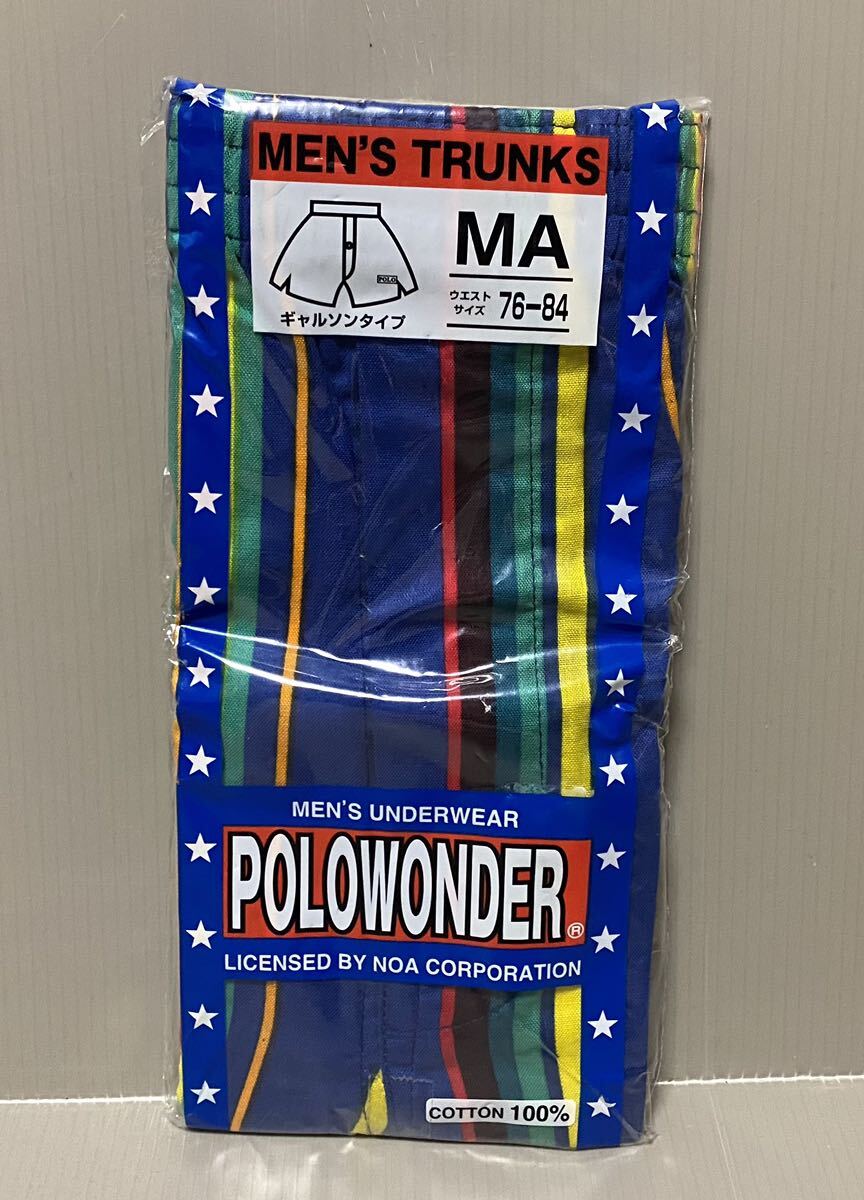 MEN'S TRUNKS
POLO
ギャルソンタイプ
MA
ウエスト
サイズ 76-84
MEN'S UNDERWEAR
POLOWONDER®
LICENSED BY NOA CORPORATION
COTTON 100%